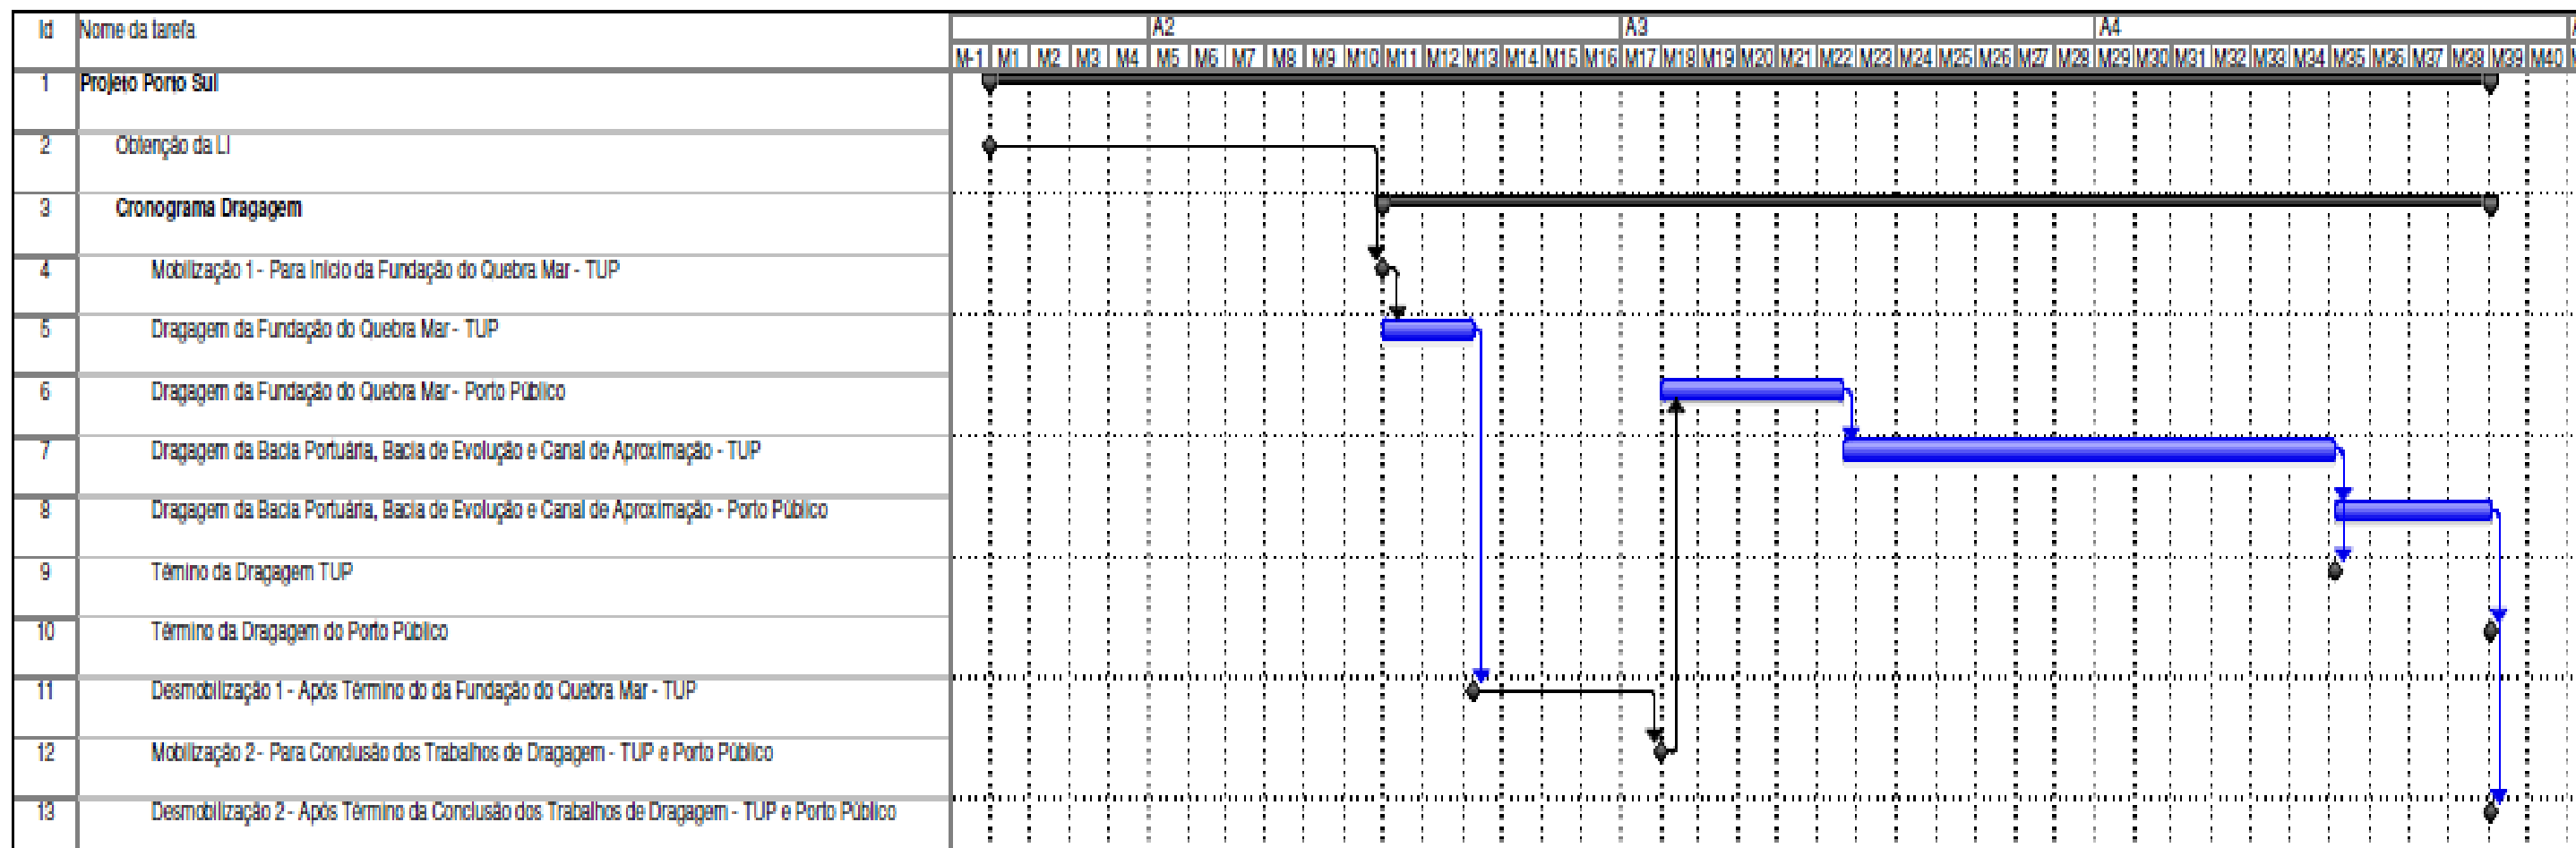 Id Nome da tarefa A2 A3 A4
M-1 M1 M2 M3 M4 M5 M6 M7 M8 M9 M10 M11 M12 M13 M14 M15 M16 M17 M18 M19 M20 M21 M22 M23 M24 M25 M26 M27 M28 M29 M30 M31 M32 M33 M34 M35 M36 M37 M38 M39 M40
1 Projeto Porto Sul
2 Obtenção da LI
3 Cronograma Dragagem
4 Mobilização 1 - Para Início da Fundação do Quebra Mar - TUP
5 Dragagem da Fundação do Quebra Mar - TUP
6 Dragagem da Fundação do Quebra Mar - Porto Público
7 Dragagem da Bacia Portuária, Bacia de Evolução e Canal de Aproximação - TUP
8 Dragagem da Bacia Portuária, Bacia de Evolução e Canal de Aproximação - Porto Público
9 Témino da Dragagem TUP
10 Término da Dragagem do Porto Público
11 Desmobilização 1 - Após Término do da Fundação do Quebra Mar - TUP
12 Mobilização 2 - Para Conclusão dos Trabalhos de Dragagem - TUP e Porto Público
13 Desmobilização 2 - Após Término da Conclusão dos Trabalhos de Dragagem - TUP e Porto Público